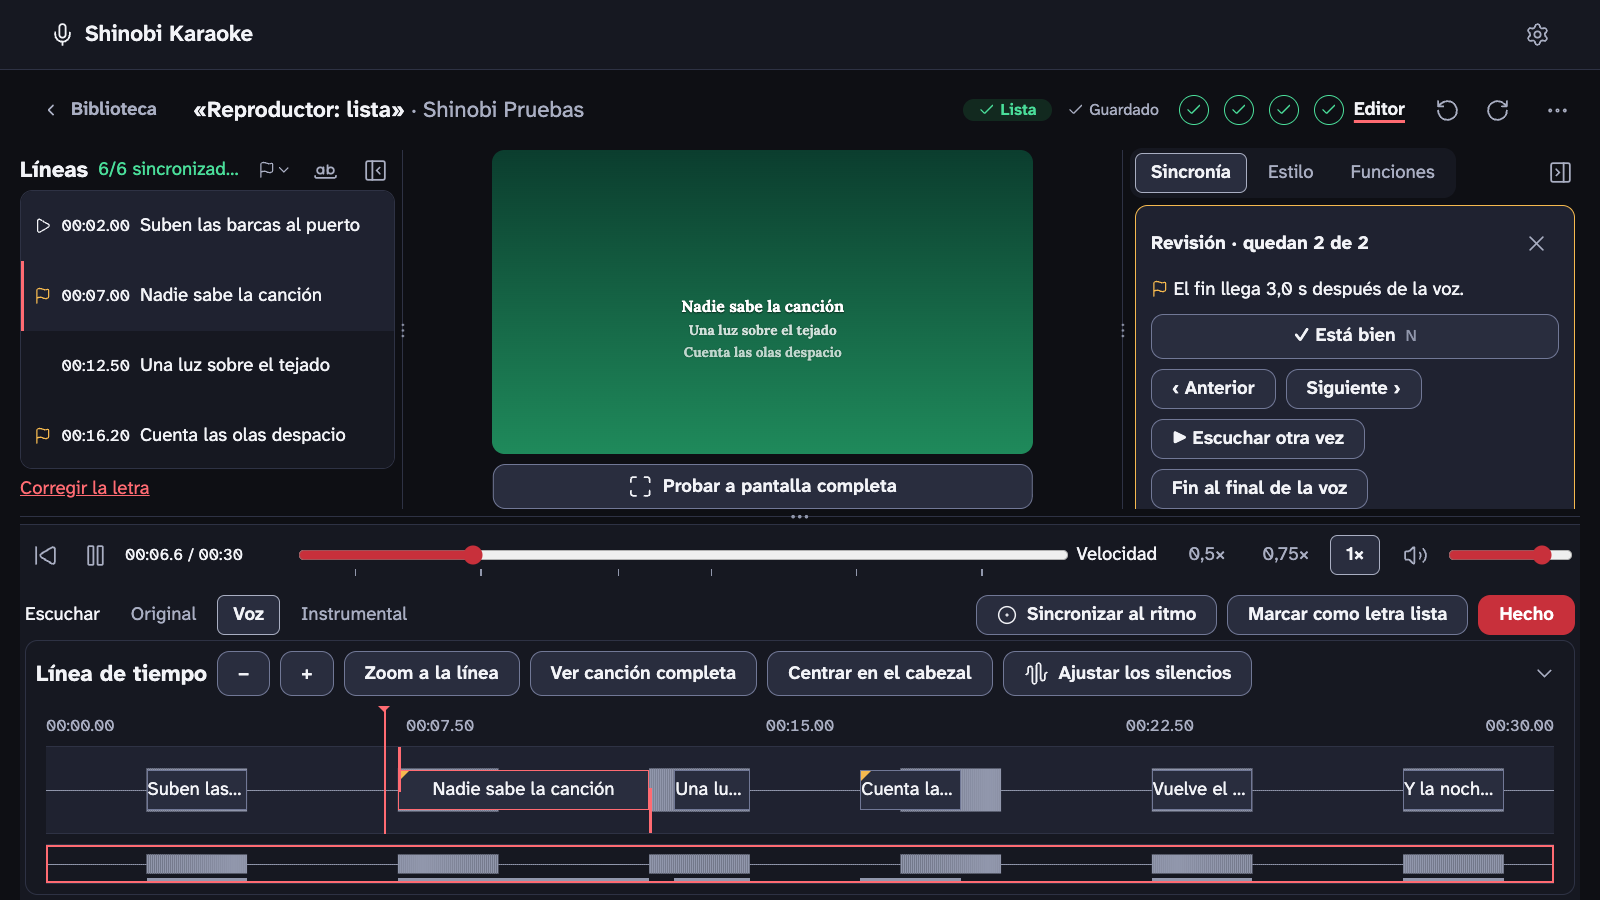 Shinobi Karaoke
Biblioteca
«Reproductor: lista» · Shinobi Pruebas
Lista
Guardado
Editor
Líneas 6/6 sincronizad...
ab
00:02.00 Suben las barcas al puerto
00:07.00 Nadie sabe la canción
00:12.50 Una luz sobre el tejado
00:16.20 Cuenta las olas despacio
Corregir la letra
Nadie sabe la canción
Una luz sobre el tejado
Cuenta las olas despacio
Probar a pantalla completa
Sincronía Estilo Funciones
Revisión · quedan 2 de 2
El fin llega 3,0 s después de la voz.
Está bien N
‹ Anterior
Siguiente ›
Escuchar otra vez
Fin al final de la voz
00:06.6 / 00:30
Velocidad 0,5× 0,75× 1×
Escuchar Original Voz Instrumental
Sincronizar al ritmo
Marcar como letra lista
Hecho
Línea de tiempo − + Zoom a la línea Ver canción completa Centrar en el cabezal Ajustar los silencios
00:00.00 00:07.50 00:15.00 00:22.50 00:30.00
Suben las... Nadie sabe la canción Una lu... Cuenta la... Vuelve el ... Y la noch...